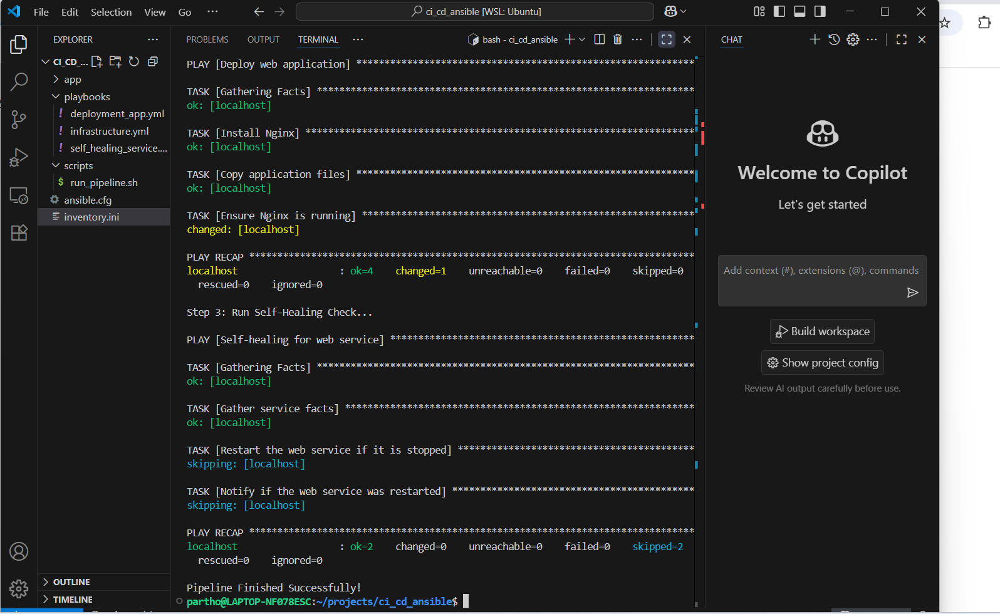 File Edit Selection View Go ··· ci_cd_ansible [WSL: Ubuntu]
EXPLORER ···
CI_CD_...
app
playbooks
! deployment_app.yml
! infrastructure.yml
! self_healing_service....
scripts
$ run_pipeline.sh
ansible.cfg
inventory.ini
OUTLINE
TIMELINE
PROBLEMS OUTPUT TERMINAL ··· bash - ci_cd_ansible
PLAY [Deploy web application] ************************************************************
TASK [Gathering Facts] *******************************************************************
ok: [localhost]
TASK [Install Nginx] *********************************************************************
ok: [localhost]
TASK [Copy application files] ************************************************************
ok: [localhost]
TASK [Ensure Nginx is running] ***********************************************************
changed: [localhost]
PLAY RECAP *******************************************************************************
localhost : ok=4 changed=1 unreachable=0 failed=0 skipped=0
rescued=0 ignored=0
Step 3: Run Self-Healing Check...
PLAY [Self-healing for web service] ******************************************************
TASK [Gathering Facts] *******************************************************************
ok: [localhost]
TASK [Gather service facts] **************************************************************
ok: [localhost]
TASK [Restart the web service if it is stopped] ******************************************
skipping: [localhost]
TASK [Notify if the web service was restarted] *******************************************
skipping: [localhost]
PLAY RECAP *******************************************************************************
localhost : ok=2 changed=0 unreachable=0 failed=0 skipped=2
rescued=0 ignored=0
Pipeline Finished Successfully!
partho@LAPTOP-NF078ESC:~/projects/ci_cd_ansible$
CHAT
Welcome to Copilot
Let's get started
Add context (#), extensions (@), commands
Build workspace
Show project config
Review AI output carefully before use.